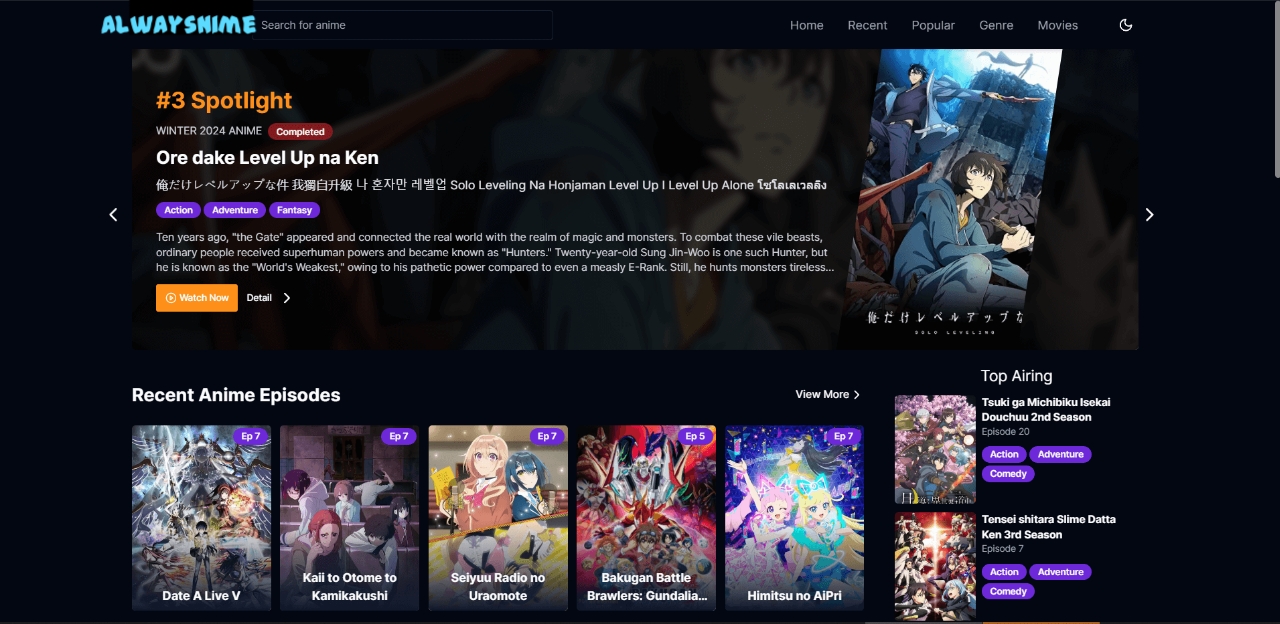 ALWAYSNIME
Search for anime
Home
Recent
Popular
Genre
Movies
#3 Spotlight
WINTER 2024 ANIME
Completed
Ore dake Level Up na Ken
俺だけレベルアップな件 我獨自升級 나 혼자만 레벨업 Solo Leveling Na Honjaman Level Up I Level Up Alone โซโลเลเวลลิง
Action
Adventure
Fantasy
Ten years ago, "the Gate" appeared and connected the real world with the realm of magic and monsters. To combat these vile beasts,
ordinary people received superhuman powers and became known as "Hunters." Twenty-year-old Sung Jin-Woo is one such Hunter, but
he is known as the "World's Weakest," owing to his pathetic power compared to even a measly E-Rank. Still, he hunts monsters tireless...
Watch Now
Detail
俺だけレベルアップな
SOLO LEVELING
Recent Anime Episodes
View More
Ep 7
Date A Live V
Ep 7
Kaii to Otome to
Kamikakushi
Ep 7
Seiyuu Radio no
Uraomote
Ep 5
Bakugan Battle
Brawlers: Gundalia...
Ep 7
Himitsu no AiPri
Top Airing
Tsuki ga Michibiku Isekai
Douchuu 2nd Season
Episode 20
Action
Adventure
Comedy
Tensei shitara Slime Datta
Ken 3rd Season
Episode 7
Action
Adventure
Comedy